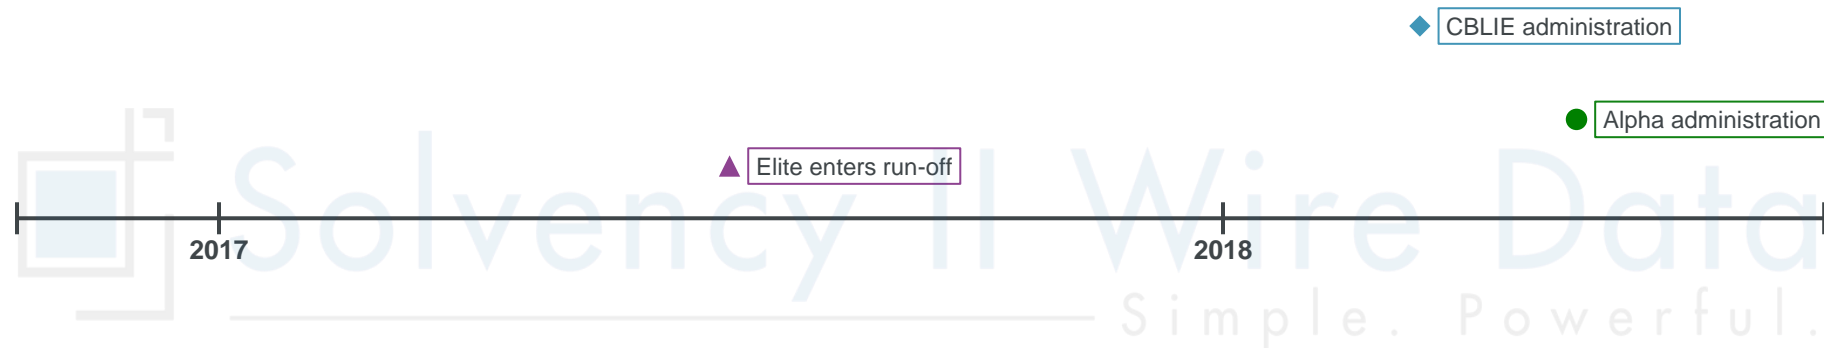 CBLIE administration
Alpha administration
Elite enters run-off
2017
2018
Solvency II Wire Data
Simple. Powerful.